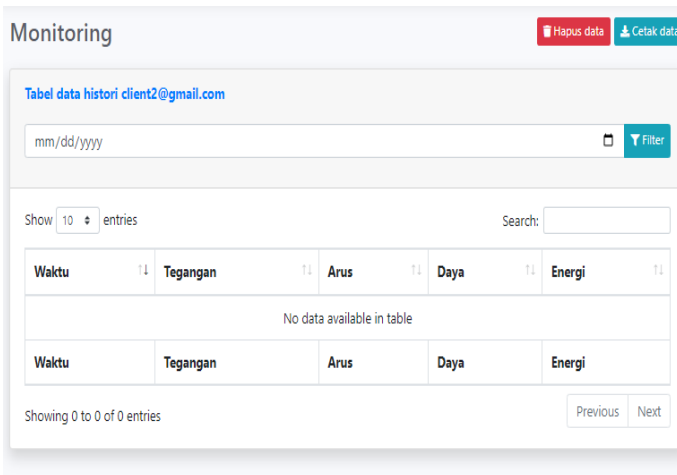 Monitoring
Hapus data
Cetak data
Tabel data histori client2@gmail.com
mm/dd/yyyy
Filter
Show 10 entries
Search:
Waktu Tegangan Arus Daya Energi
No data available in table
Waktu Tegangan Arus Daya Energi
Showing 0 to 0 of 0 entries
Previous Next